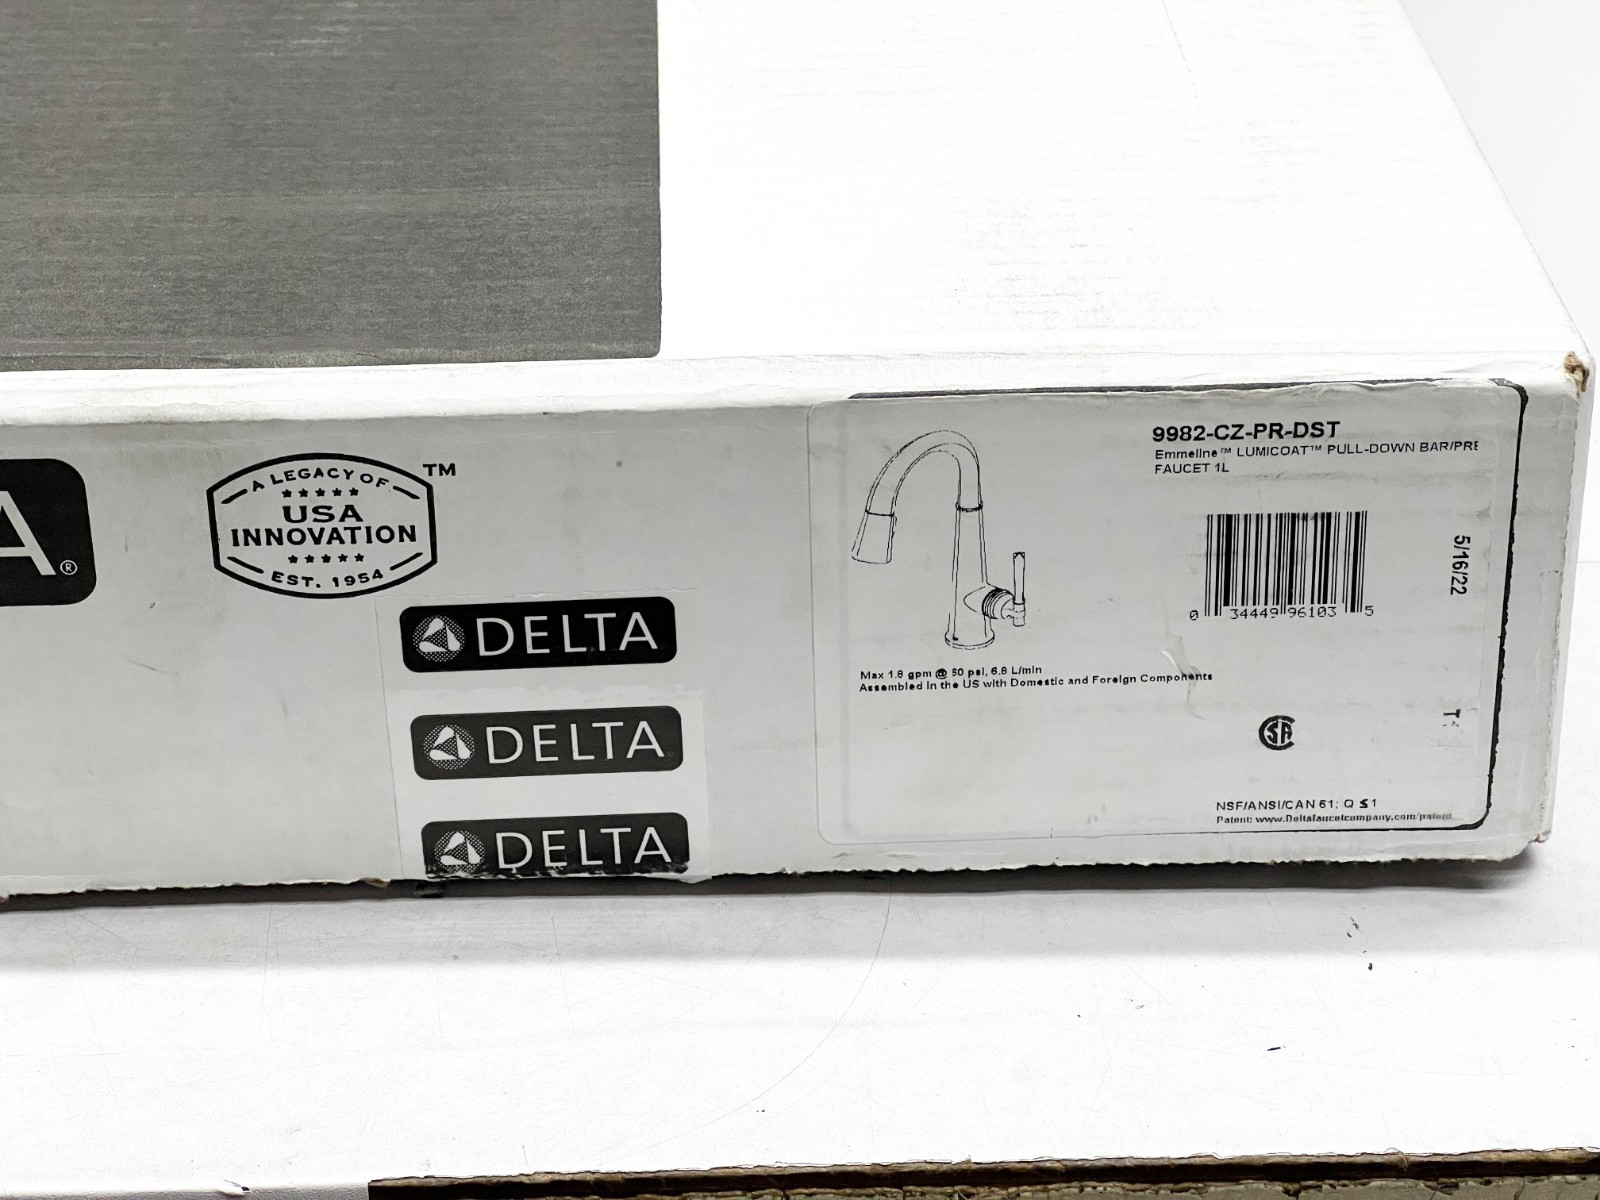 A®
A LEGACY OF
USA
INNOVATION
EST. 1954
TM
DELTA
DELTA
DELTA
9982-CZ-PR-DST
Emmeline™ LUMICOAT™ PULL-DOWN BAR/PRE
FAUCET 1L
5/16/22
0 34449 96103 5
Max 1.8 gpm @ 60 psi, 6.8 L/min
Assembled in the US with Domestic and Foreign Components
SA
NSF/ANSI/CAN 61: Q ≤ 1
Patent: www.Deltafaucetcompany.com/patent